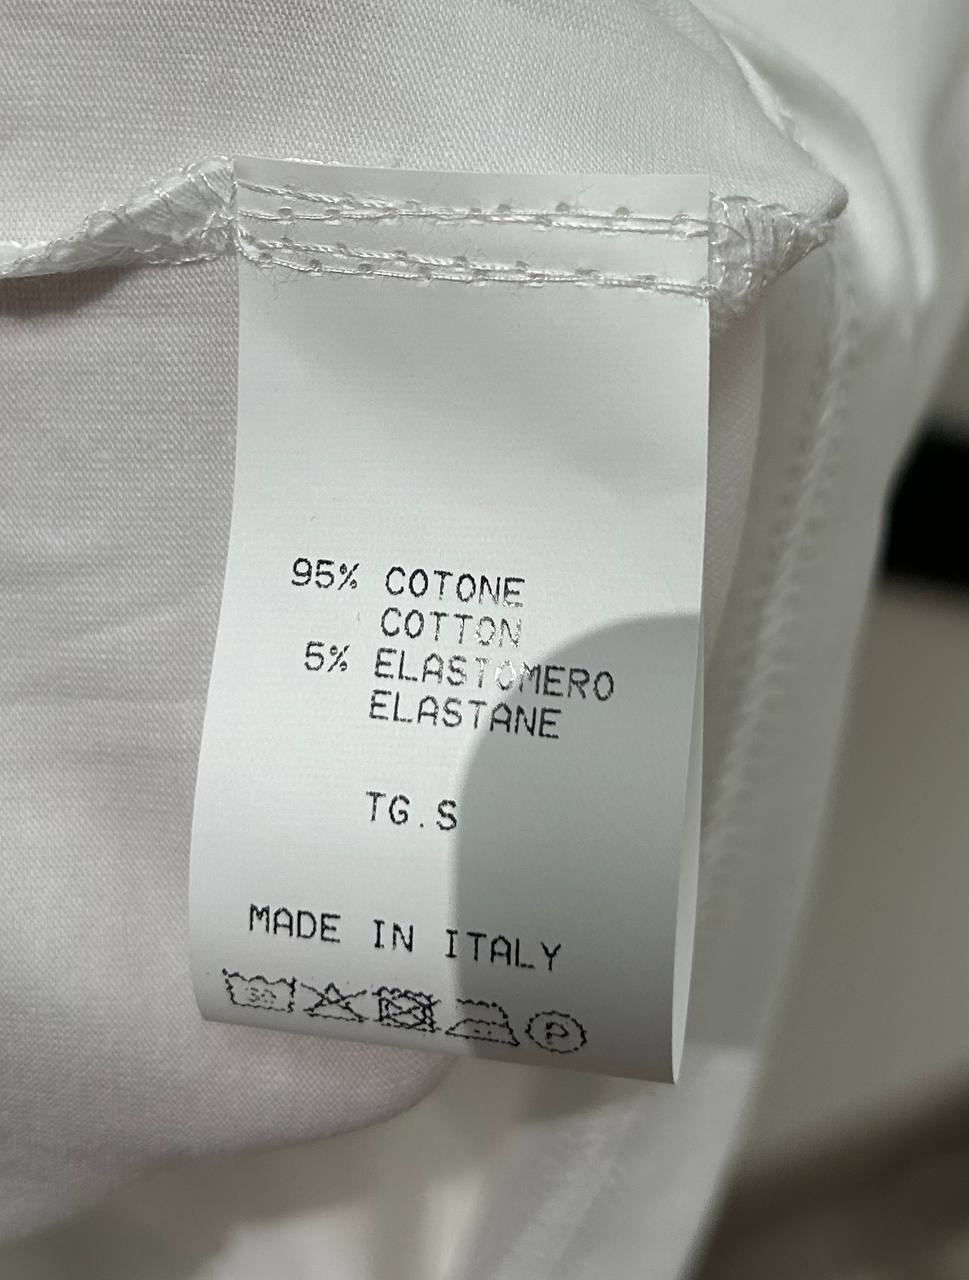 95% COTONE
COTTON
5% ELASTOMERO
ELASTANE
TG.S
MADE IN ITALY
30 P